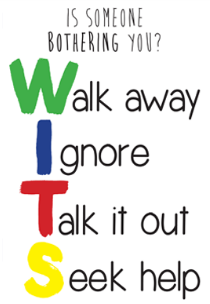 IS SOMEONE
BOTHERING YOU?
Walk away
Ignore
Talk it out
Seek help